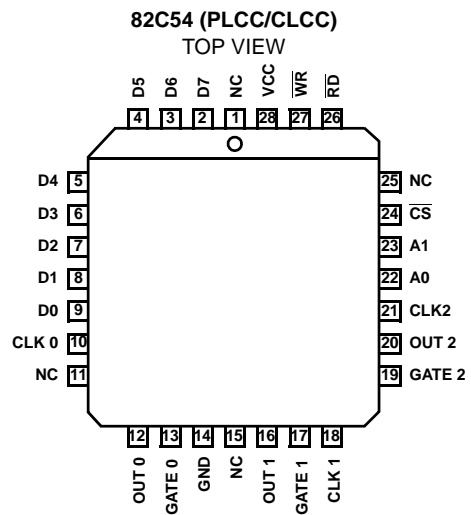 82C54 (PLCC/CLCC)
TOP VIEW
D5 D6 D7 NC VCC W̅R̅ R̅D̅
4 3 2 1 28 27 26
D4 5 25 NC
D3 6 24 C̅S̅
D2 7 23 A1
D1 8 22 A0
D0 9 21 CLK2
CLK 0 10 20 OUT 2
NC 11 19 GATE 2
12 13 14 15 16 17 18
OUT 0 GATE 0 GND NC OUT 1 GATE 1 CLK 1